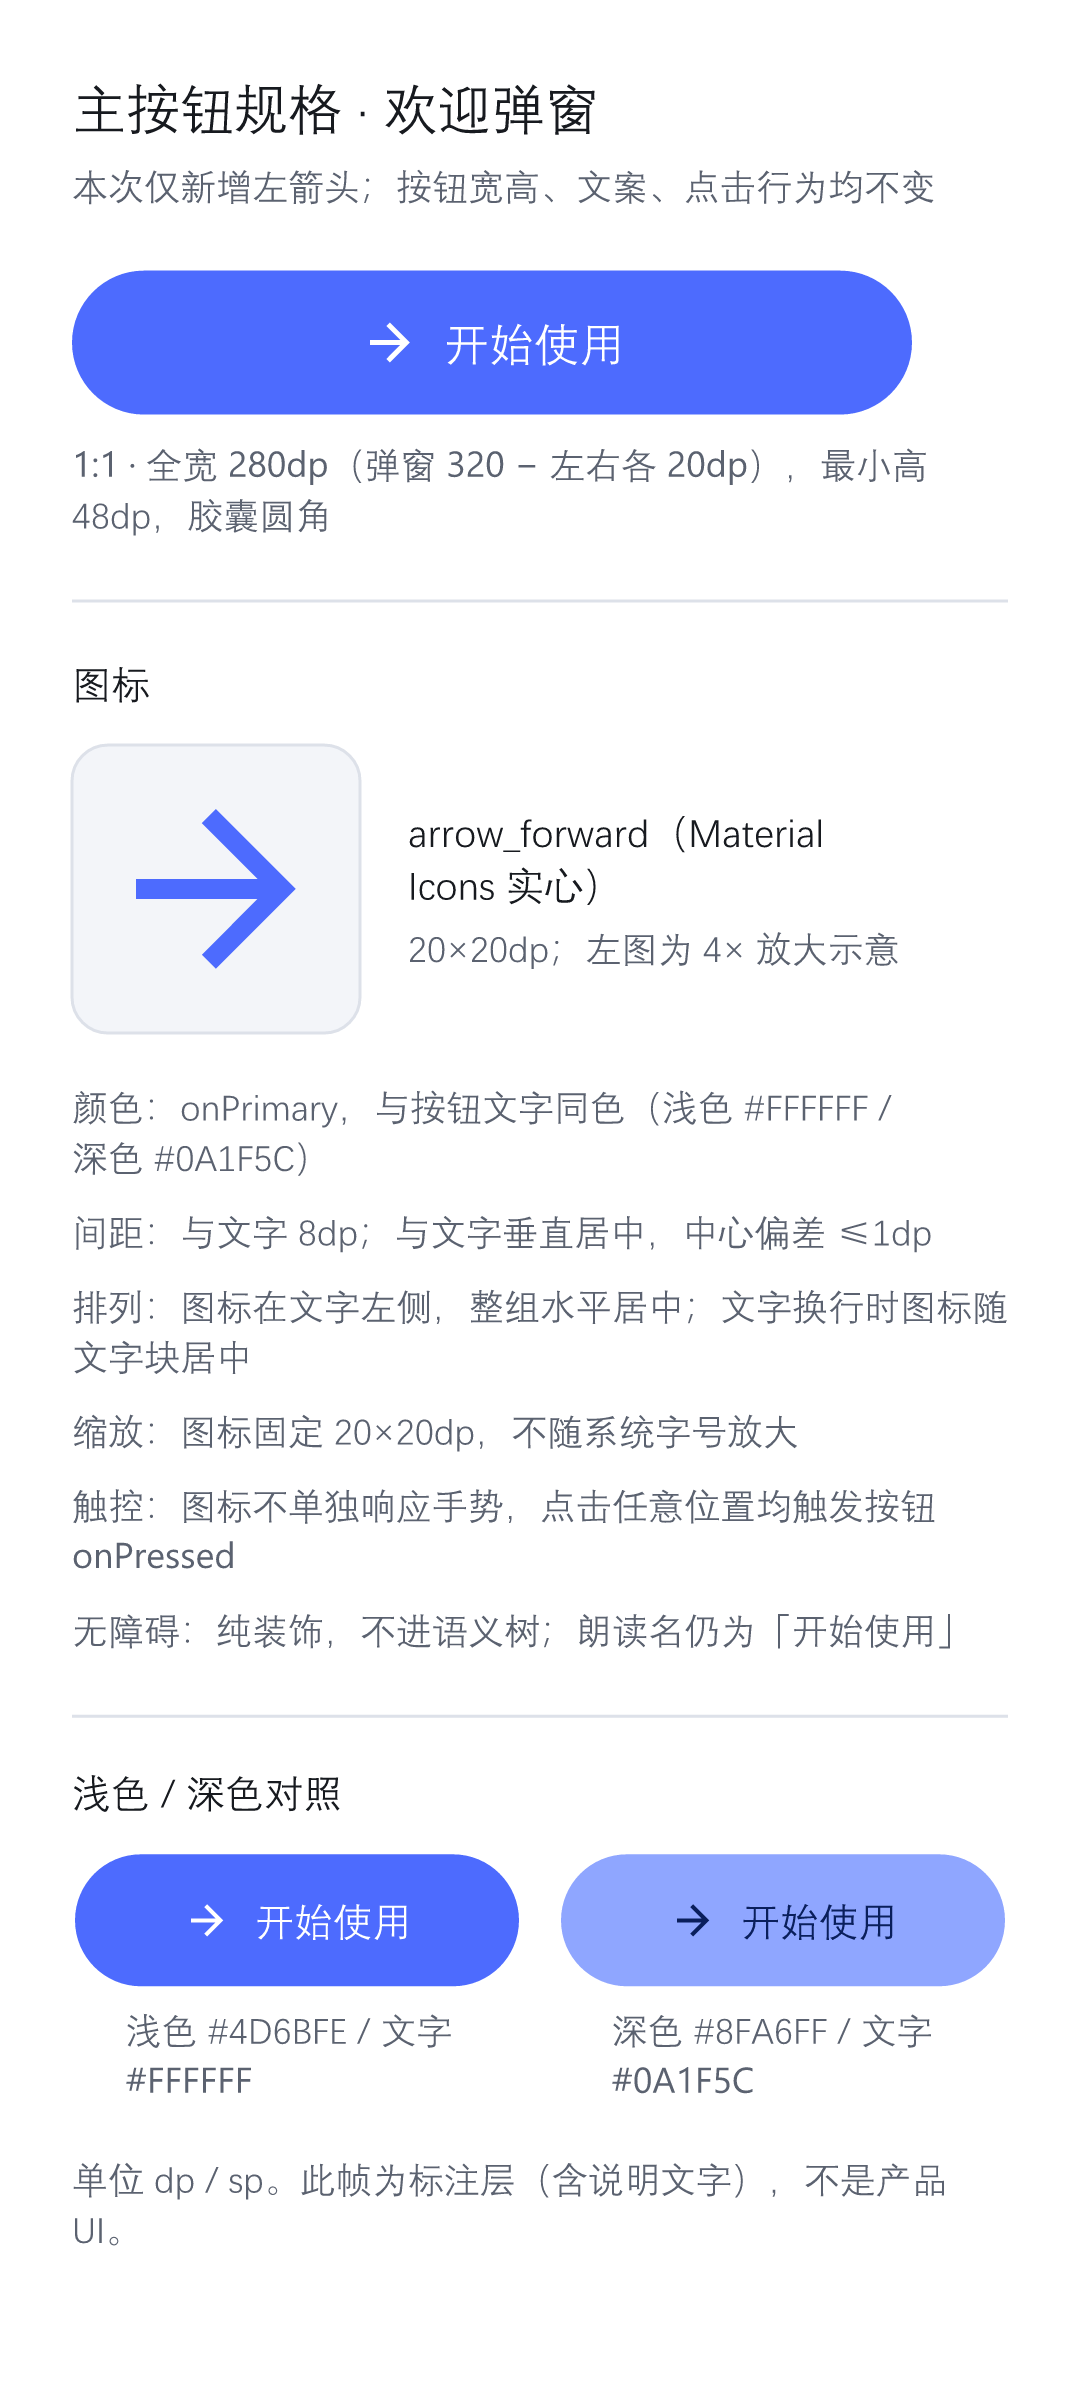 主按钮规格 · 欢迎弹窗
本次仅新增左箭头；按钮宽高、文案、点击行为均不变
开始使用
1:1 · 全宽 280dp（弹窗 320 − 左右各 20dp），最小高
48dp，胶囊圆角
图标
arrow_forward（Material
Icons 实心）
20×20dp；左图为 4× 放大示意
颜色：onPrimary，与按钮文字同色（浅色 #FFFFFF /
深色 #0A1F5C）
间距：与文字 8dp；与文字垂直居中，中心偏差 ≤1dp
排列：图标在文字左侧，整组水平居中；文字换行时图标随
文字块居中
缩放：图标固定 20×20dp，不随系统字号放大
触控：图标不单独响应手势，点击任意位置均触发按钮
onPressed
无障碍：纯装饰，不进语义树；朗读名仍为「开始使用」
浅色 / 深色对照
开始使用
开始使用
浅色 #4D6BFE / 文字
#FFFFFF
深色 #8FA6FF / 文字
#0A1F5C
单位 dp / sp。此帧为标注层（含说明文字），不是产品
UI。